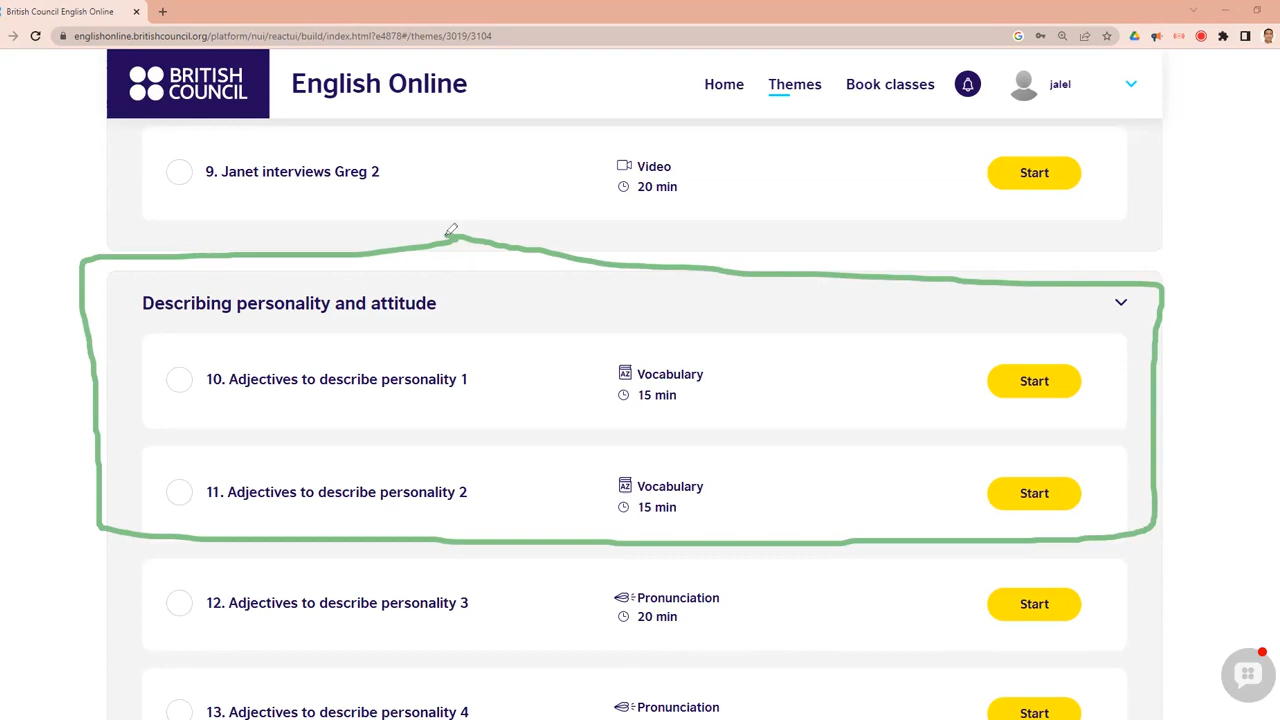 British Council English Online
englishonline.britishcouncil.org/platform/nui/reactui/build/index.html?e4878#/themes/3019/3104
BRITISH
COUNCIL
English Online
Home
Themes
Book classes
jalel
9. Janet interviews Greg 2
Video
20 min
Start
Describing personality and attitude
10. Adjectives to describe personality 1
AZ
Vocabulary
15 min
Start
11. Adjectives to describe personality 2
AZ
Vocabulary
15 min
Start
12. Adjectives to describe personality 3
Pronunciation
20 min
Start
13. Adjectives to describe personality 4
Pronunciation
Start